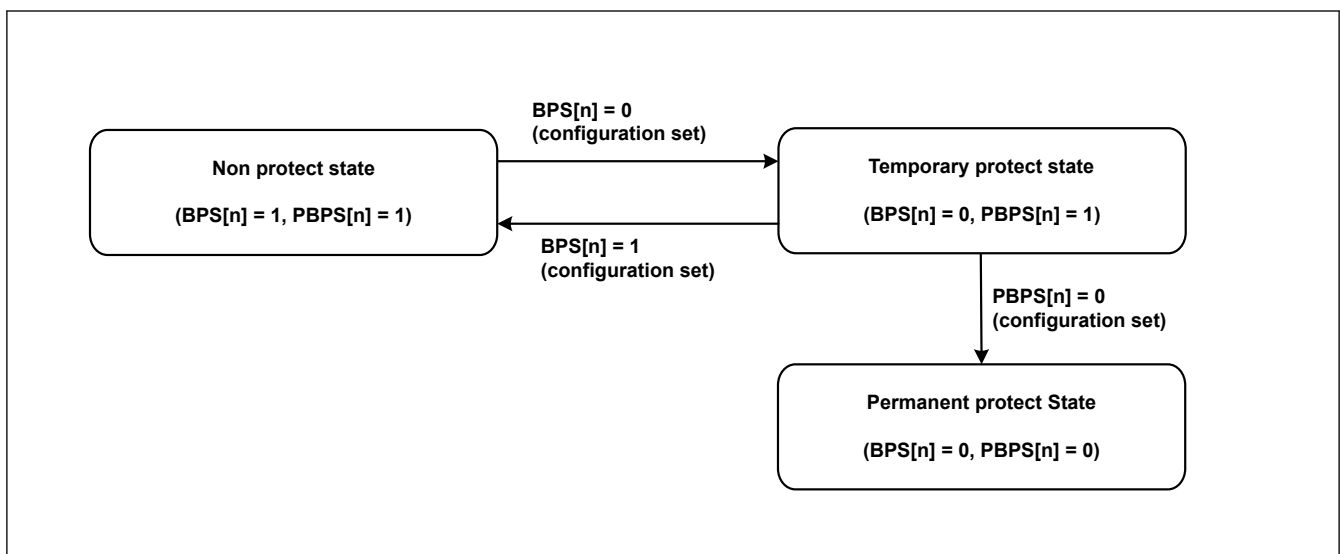 BPS[n] = 0
(configuration set)
Non protect state
(BPS[n] = 1, PBPS[n] = 1)
Temporary protect state
(BPS[n] = 0, PBPS[n] = 1)
BPS[n] = 1
(configuration set)
PBPS[n] = 0
(configuration set)
Permanent protect State
(BPS[n] = 0, PBPS[n] = 0)